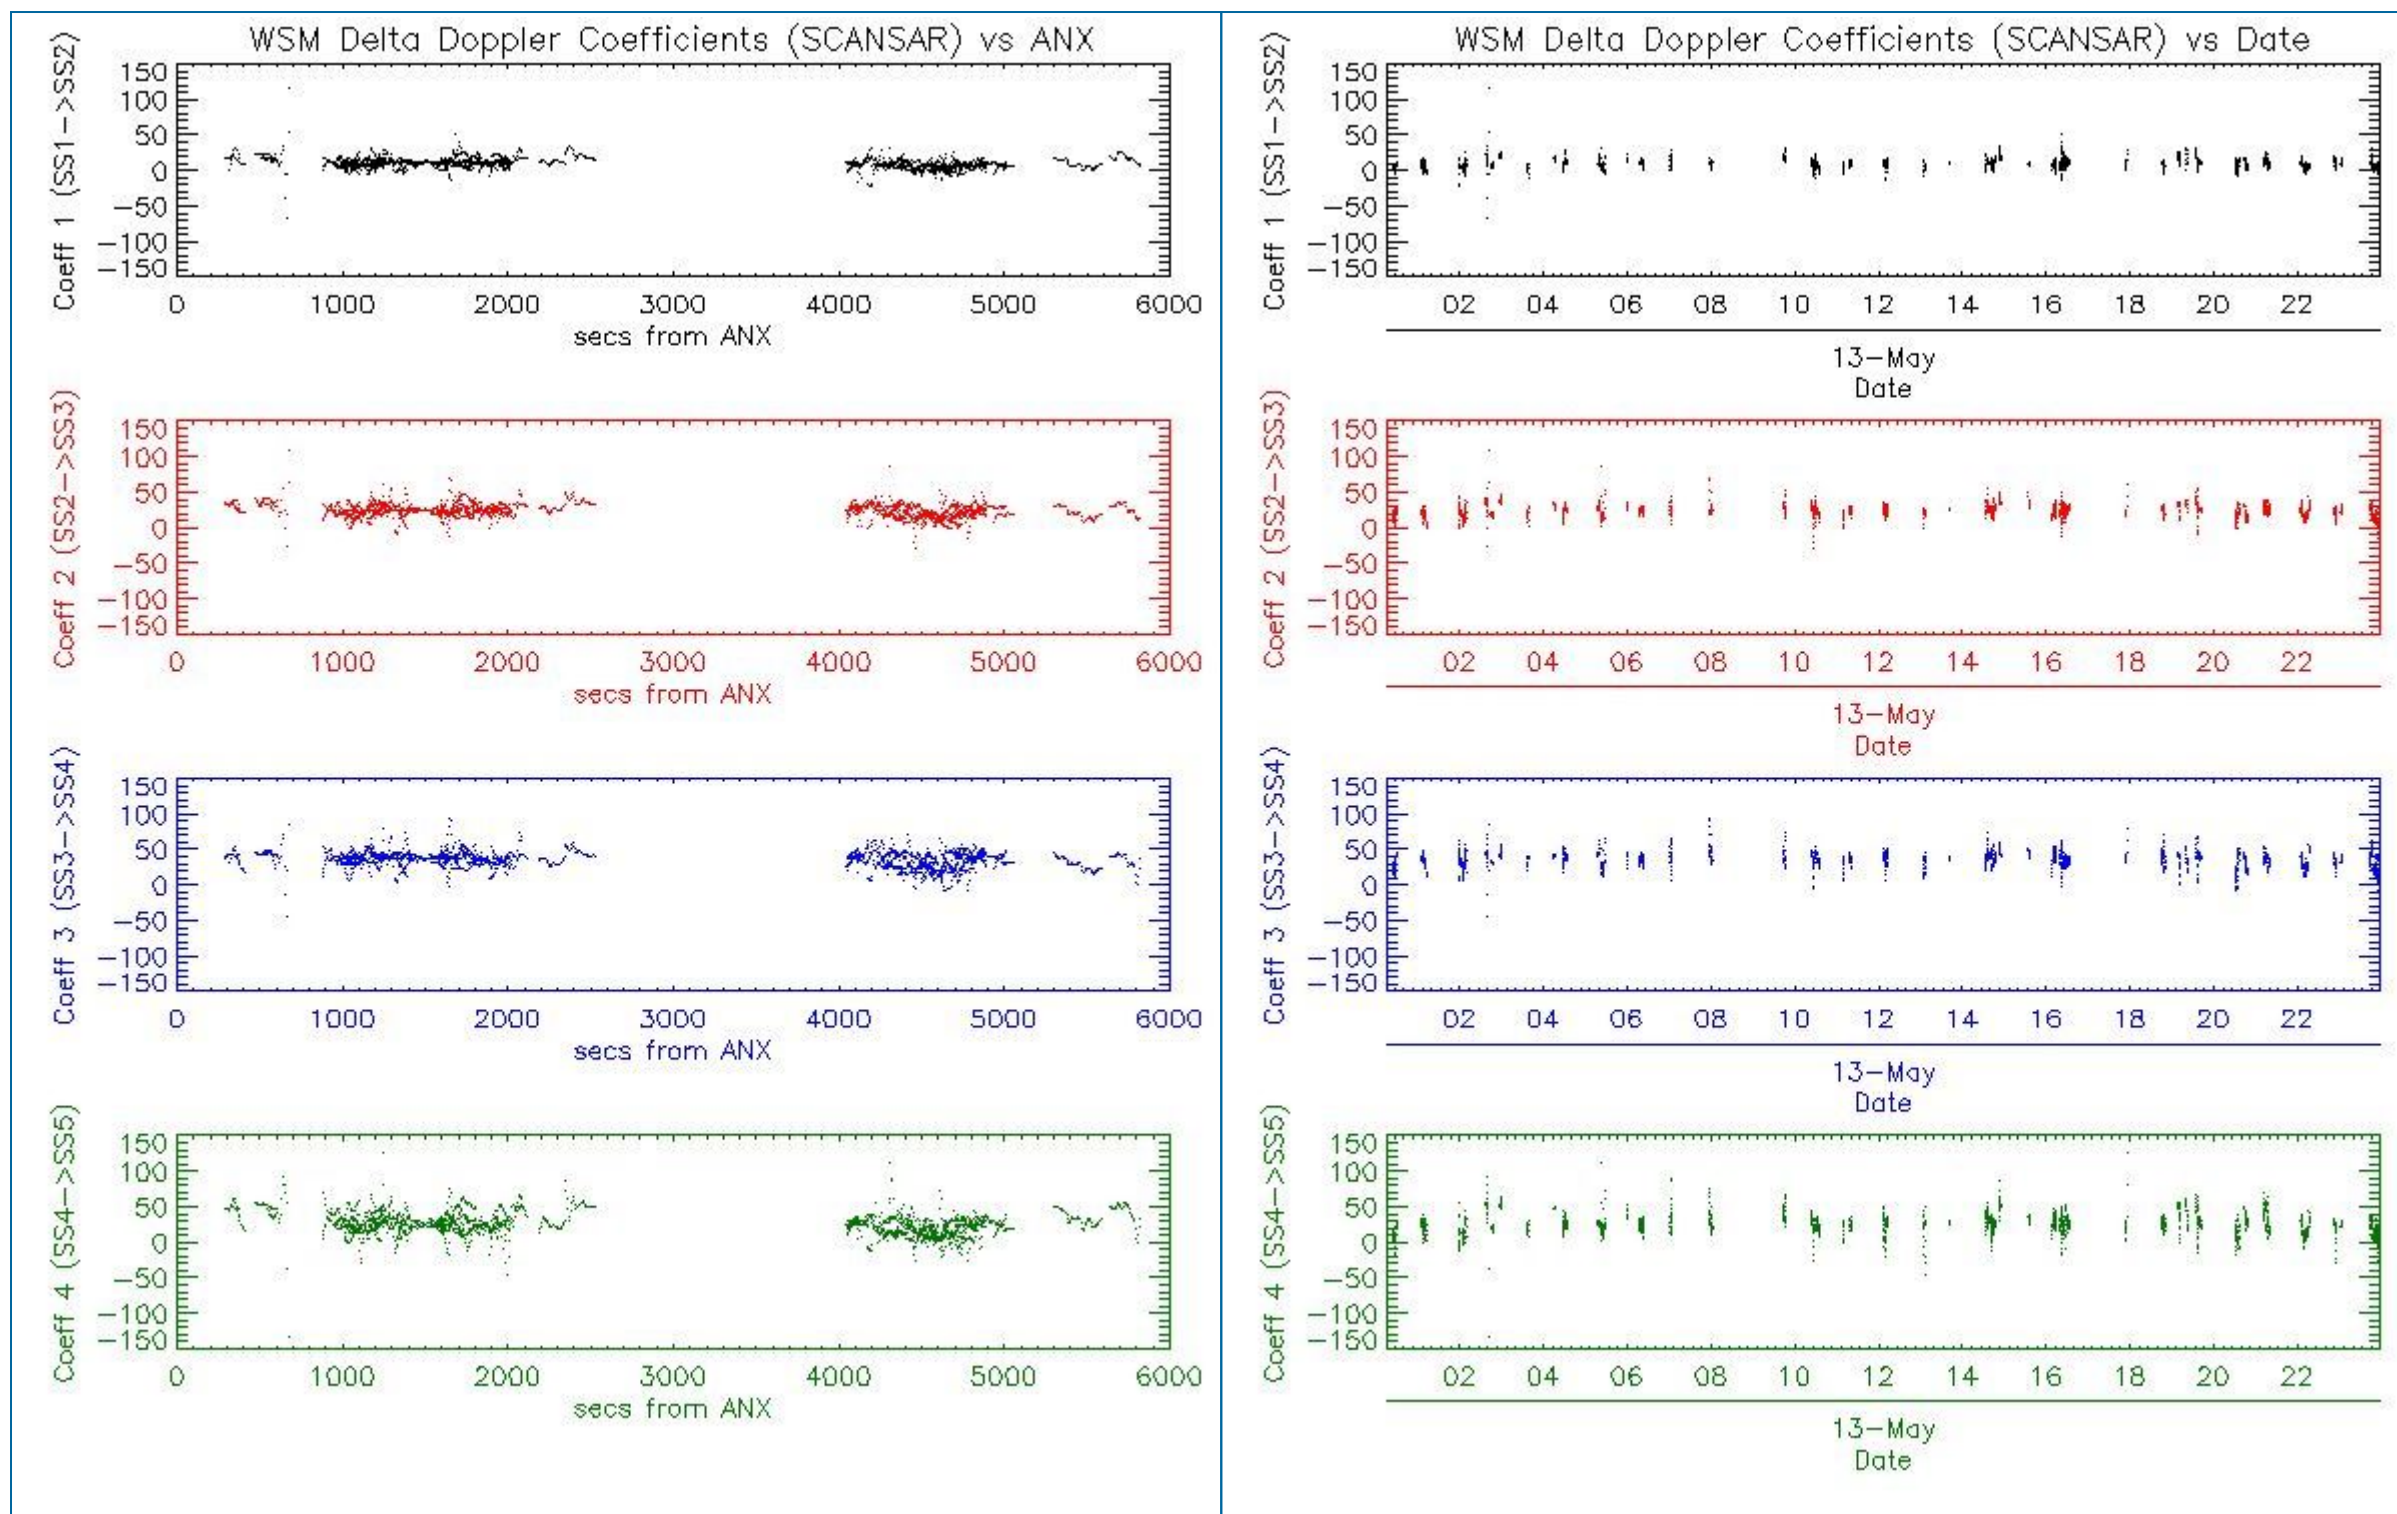 WSM Delta Doppler Coefficients (SCANSAR) vs ANX
Coeff 1 (SS1->SS2)
150
100
50
0
-50
-100
-150
0 1000 2000 3000 4000 5000 6000
secs from ANX
Coeff 2 (SS2->SS3)
150
100
50
0
-50
-100
-150
0 1000 2000 3000 4000 5000 6000
secs from ANX
Coeff 3 (SS3->SS4)
150
100
50
0
-50
-100
-150
0 1000 2000 3000 4000 5000 6000
secs from ANX
Coeff 4 (SS4->SS5)
150
100
50
0
-50
-100
-150
0 1000 2000 3000 4000 5000 6000
secs from ANX
WSM Delta Doppler Coefficients (SCANSAR) vs Date
Coeff 1 (SS1->SS2)
150
100
50
0
-50
-100
-150
02 04 06 08 10 12 14 16 18 20 22
13-May
Date
Coeff 2 (SS2->SS3)
150
100
50
0
-50
-100
-150
02 04 06 08 10 12 14 16 18 20 22
13-May
Date
Coeff 3 (SS3->SS4)
150
100
50
0
-50
-100
-150
02 04 06 08 10 12 14 16 18 20 22
13-May
Date
Coeff 4 (SS4->SS5)
150
100
50
0
-50
-100
-150
02 04 06 08 10 12 14 16 18 20 22
13-May
Date